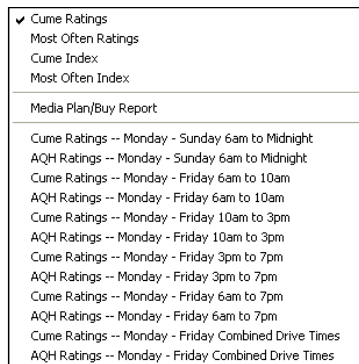 Cume Ratings
Most Often Ratings
Cume Index
Most Often Index
Media Plan/Buy Report
Cume Ratings -- Monday - Sunday 6am to Midnight
AQH Ratings -- Monday - Sunday 6am to Midnight
Cume Ratings -- Monday - Friday 6am to 10am
AQH Ratings -- Monday - Friday 6am to 10am
Cume Ratings -- Monday - Friday 10am to 3pm
AQH Ratings -- Monday - Friday 10am to 3pm
Cume Ratings -- Monday - Friday 3pm to 7pm
AQH Ratings -- Monday - Friday 3pm to 7pm
Cume Ratings -- Monday - Friday 6am to 7pm
AQH Ratings -- Monday - Friday 6am to 7pm
Cume Ratings -- Monday - Friday Combined Drive Times
AQH Ratings -- Monday - Friday Combined Drive Times